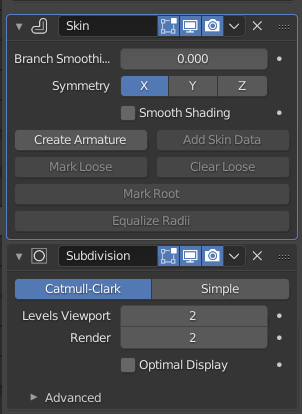 Skin
Branch Smoothi... 0.000
Symmetry X Y Z
Smooth Shading
Create Armature Add Skin Data
Mark Loose Clear Loose
Mark Root
Equalize Radii
Subdivision
Catmull-Clark Simple
Levels Viewport 2
Render 2
Optimal Display
Advanced